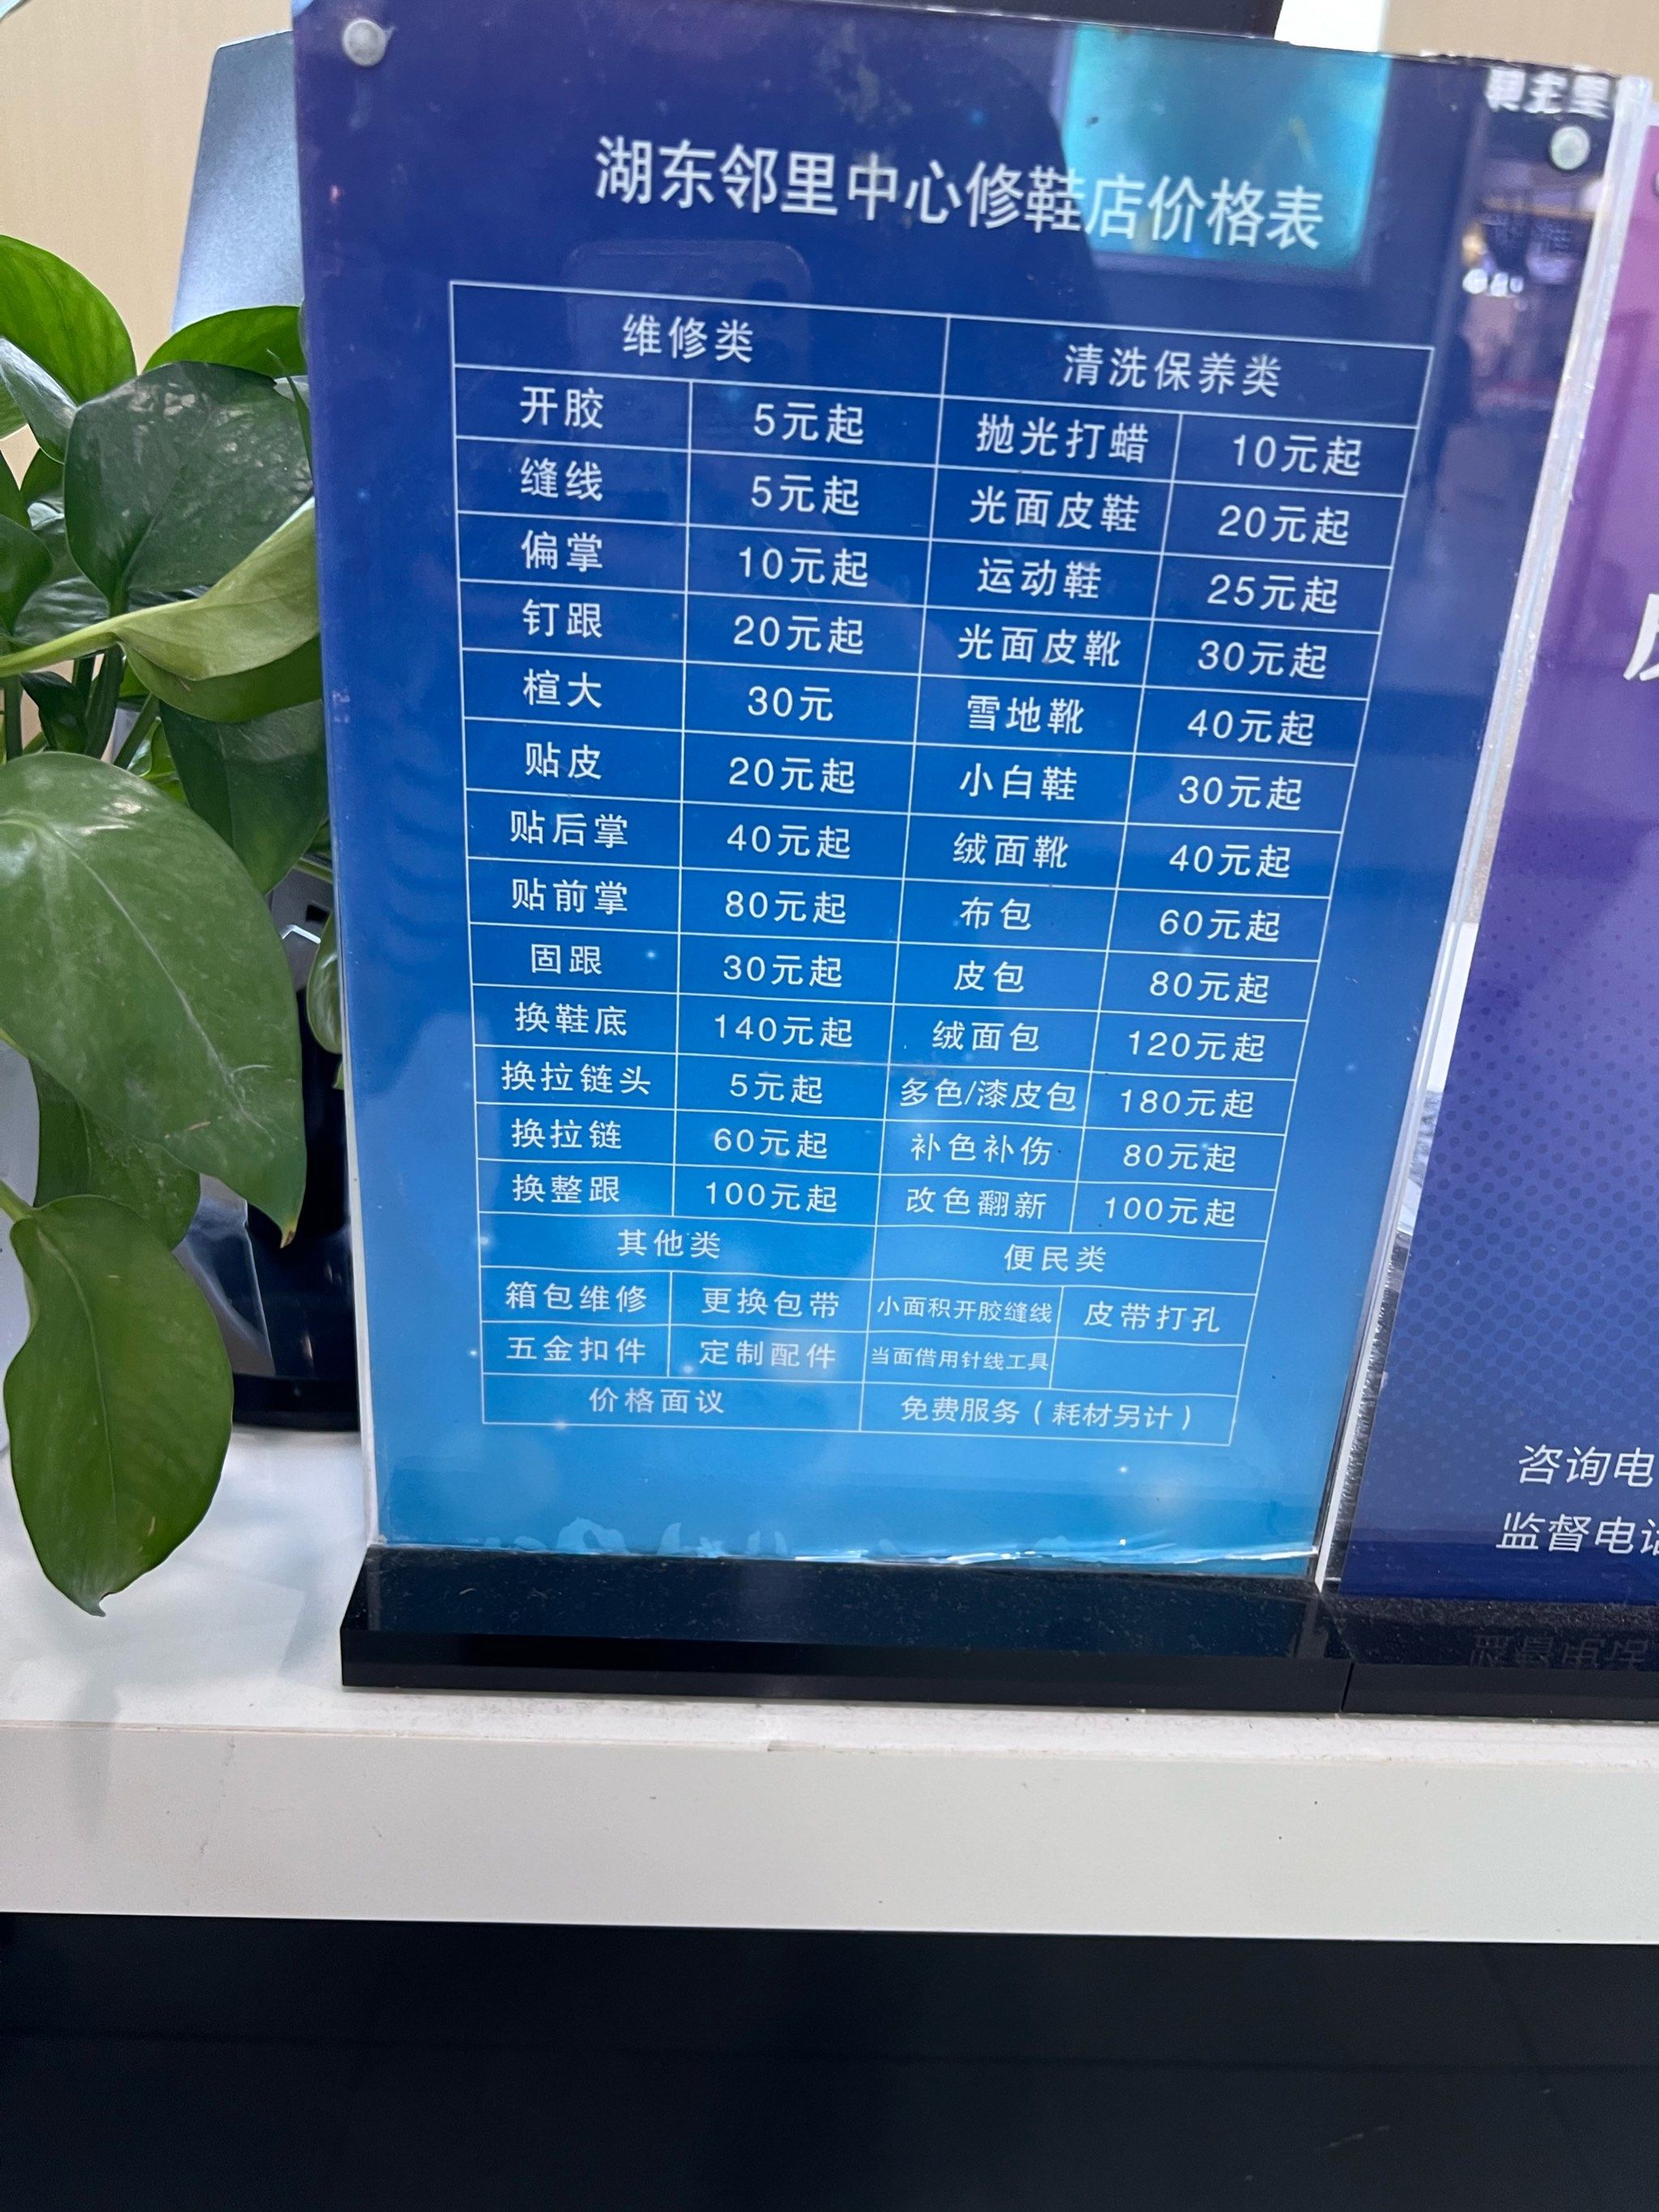 湖东邻里中心修鞋店价格表
维修类 清洗保养类
开胶 5元起 抛光打蜡 10元起
缝线 5元起 光面皮鞋 20元起
偏掌 10元起 运动鞋 25元起
钉跟 20元起 光面皮靴 30元起
楦大 30元 雪地靴 40元起
贴皮 20元起 小白鞋 30元起
贴后掌 40元起 绒面靴 40元起
贴前掌 80元起 布包 60元起
固跟 30元起 皮包 80元起
换鞋底 140元起 绒面包 120元起
换拉链头 5元起 多色/漆皮包 180元起
换拉链 60元起 补色补伤 80元起
换整跟 100元起 改色翻新 100元起
其他类 便民类
箱包维修 更换包带 小面积开胶缝线 皮带打孔
五金扣件 定制配件 当面借用针线工具
价格面议 免费服务（耗材另计）
咨询电
监督电话